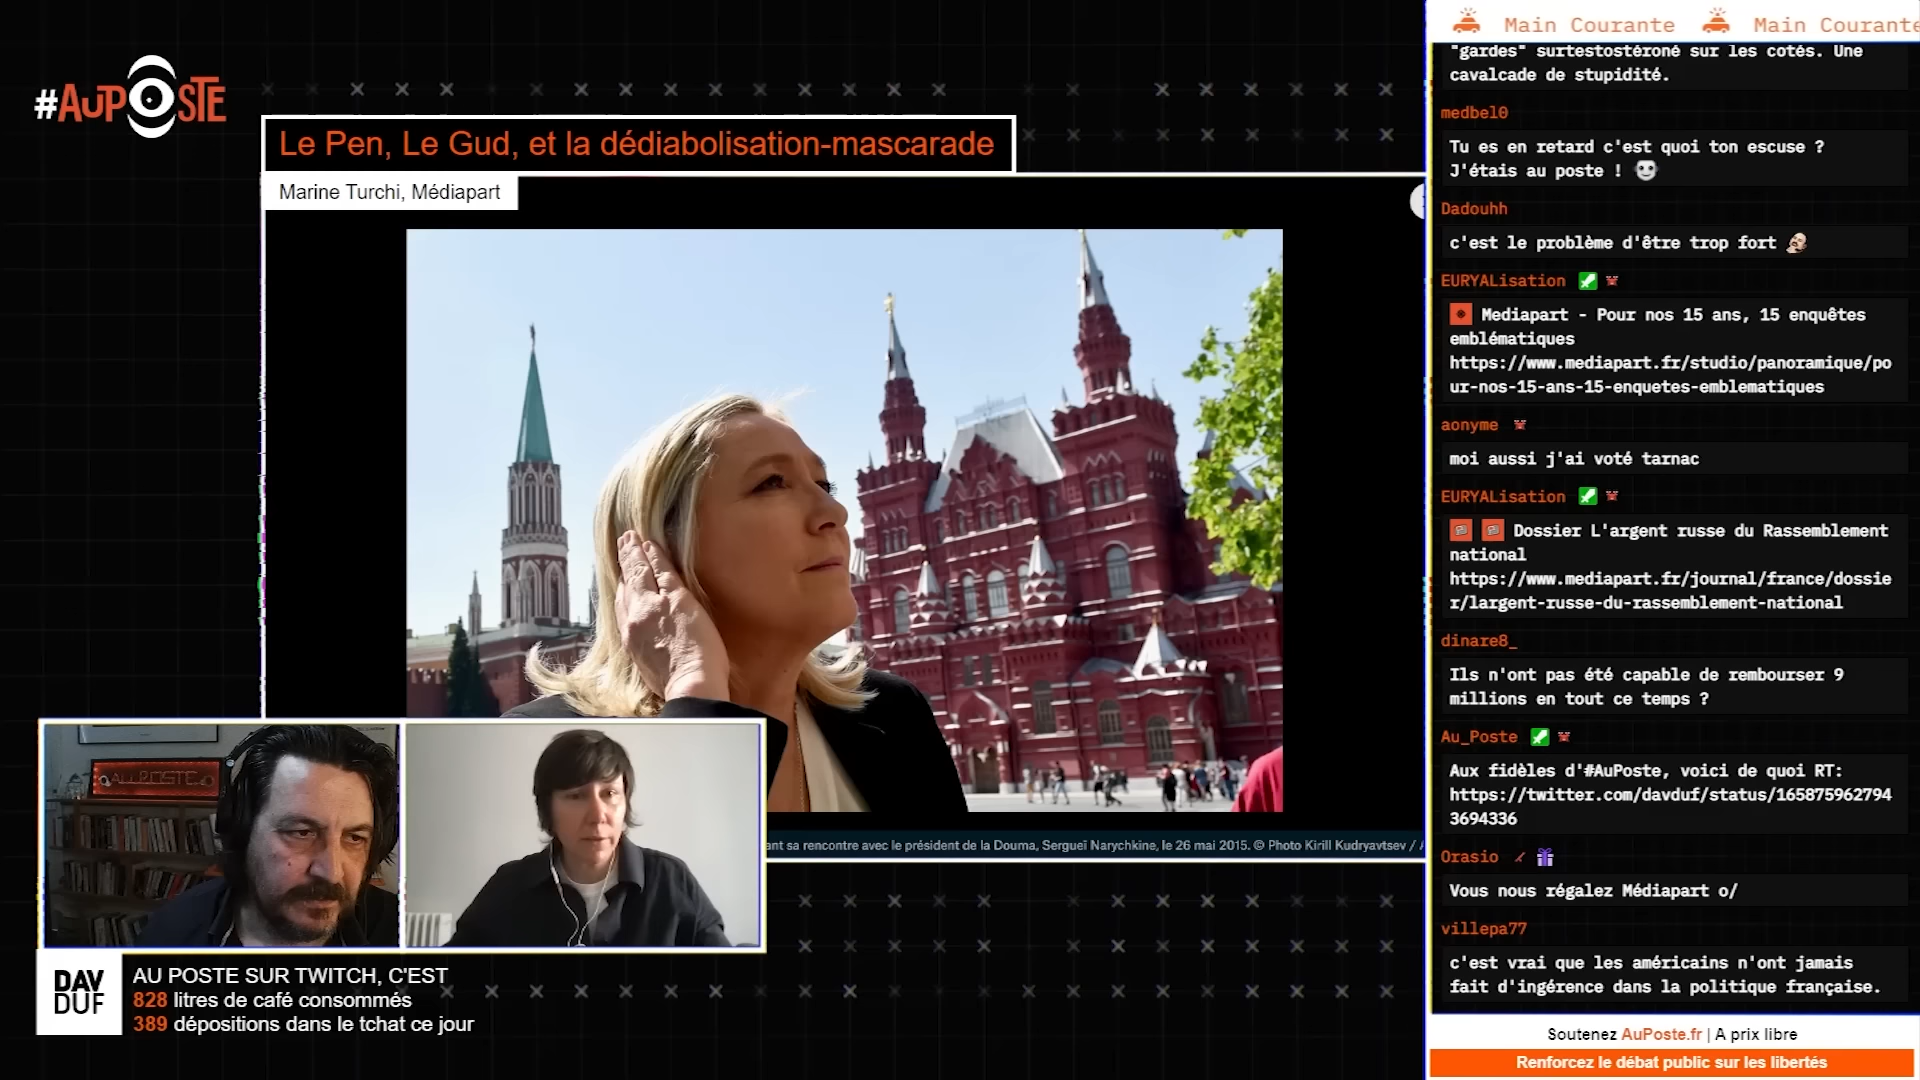 #AUPOSTE
Le Pen, Le Gud, et la dédiabolisation-mascarade
Marine Turchi, Médiapart
AU POSTE
ant sa rencontre avec le président de la Douma, Sergueï Narychkine, le 26 mai 2015. © Photo Kirill Kudryavtsev /
DAV
DUF
AU POSTE SUR TWITCH, C'EST
828 litres de café consommés
389 dépositions dans le tchat ce jour
Main Courante Main Courante
"gardes" surtestostéroné sur les cotés. Une
cavalcade de stupidité.
medbel0
Tu es en retard c'est quoi ton escuse ?
J'étais au poste !
Dadouhh
c'est le problème d'être trop fort
EURYALisation
Mediapart - Pour nos 15 ans, 15 enquêtes
emblématiques
https://www.mediapart.fr/studio/panoramique/po
ur-nos-15-ans-15-enquetes-emblematiques
aonyme
moi aussi j'ai voté tarnac
EURYALisation
Dossier L'argent russe du Rassemblement
national
https://www.mediapart.fr/journal/france/dossie
r/largent-russe-du-rassemblement-national
dinare8_
Ils n'ont pas été capable de rembourser 9
millions en tout ce temps ?
Au_Poste
Aux fidèles d'#AuPoste, voici de quoi RT:
https://twitter.com/davduf/status/165875962794
3694336
Orasio
Vous nous régalez Médiapart o/
villepa77
c'est vrai que les américains n'ont jamais
fait d'ingérence dans la politique française.
Soutenez AuPoste.fr | A prix libre
Renforcez le débat public sur les libertés